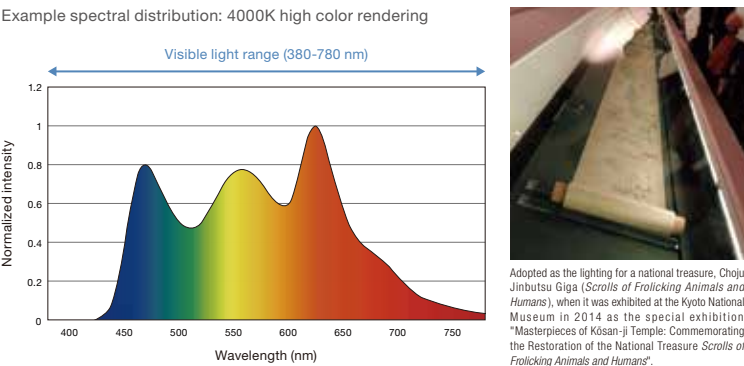 Example spectral distribution: 4000K high color rendering
Visible light range (380-780 nm)
1.2
1
0.8
0.6
0.4
0.2
0
Normalized intensity
400 450 500 550 600 650 700 750
Wavelength (nm)
Adopted as the lighting for a national treasure, Choju
Jinbutsu Giga (Scrolls of Frolicking Animals and
Humans), when it was exhibited at the Kyoto National
Museum in 2014 as the special exhibition
"Masterpieces of Kōsan-ji Temple: Commemorating
the Restoration of the National Treasure Scrolls of
Frolicking Animals and Humans".